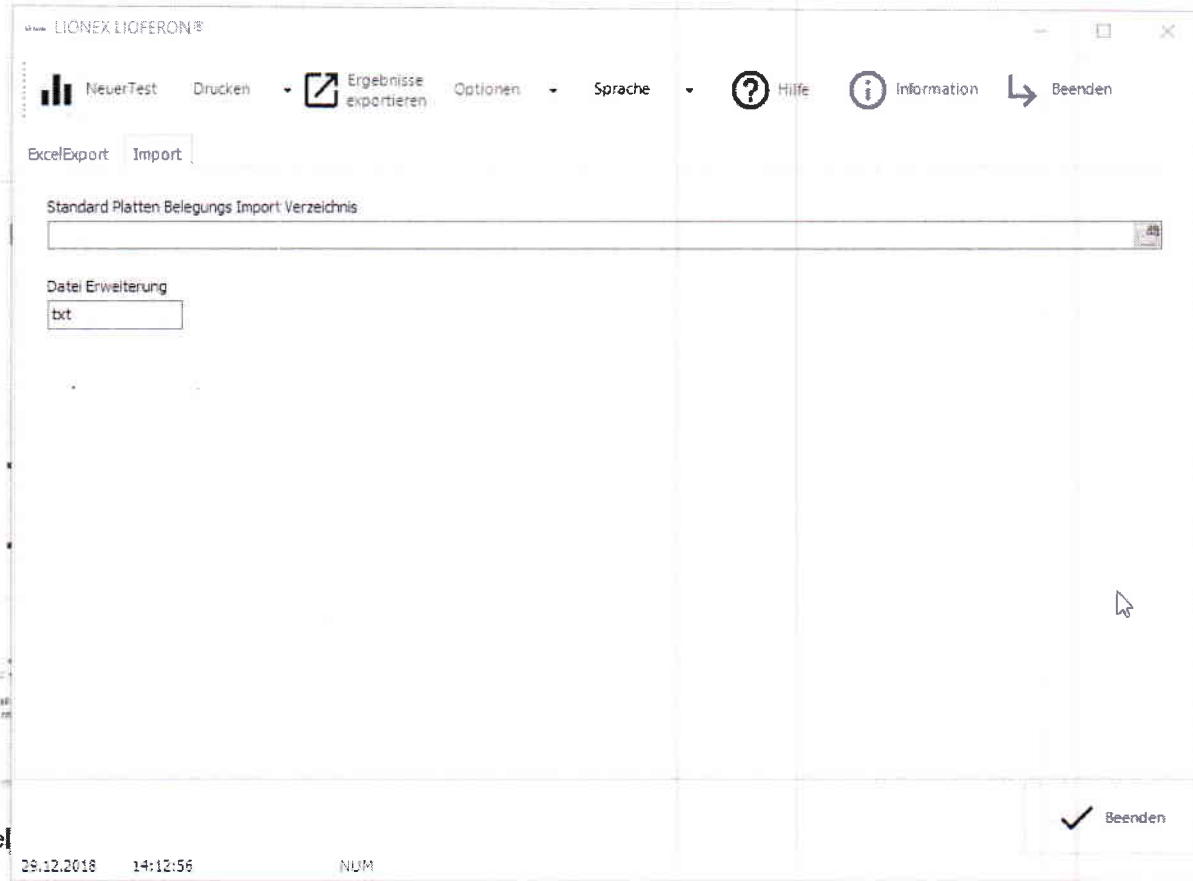 LIONEX LIOFERON®
NeuerTest Drucken Ergebnisse exportieren Optionen Sprache Hilfe Information Beenden
ExcelExport Import
Standard Platten Belegungs Import Verzeichnis
Datei Erweiterung
txt
Beenden
29.12.2018 14:12:56 NUM